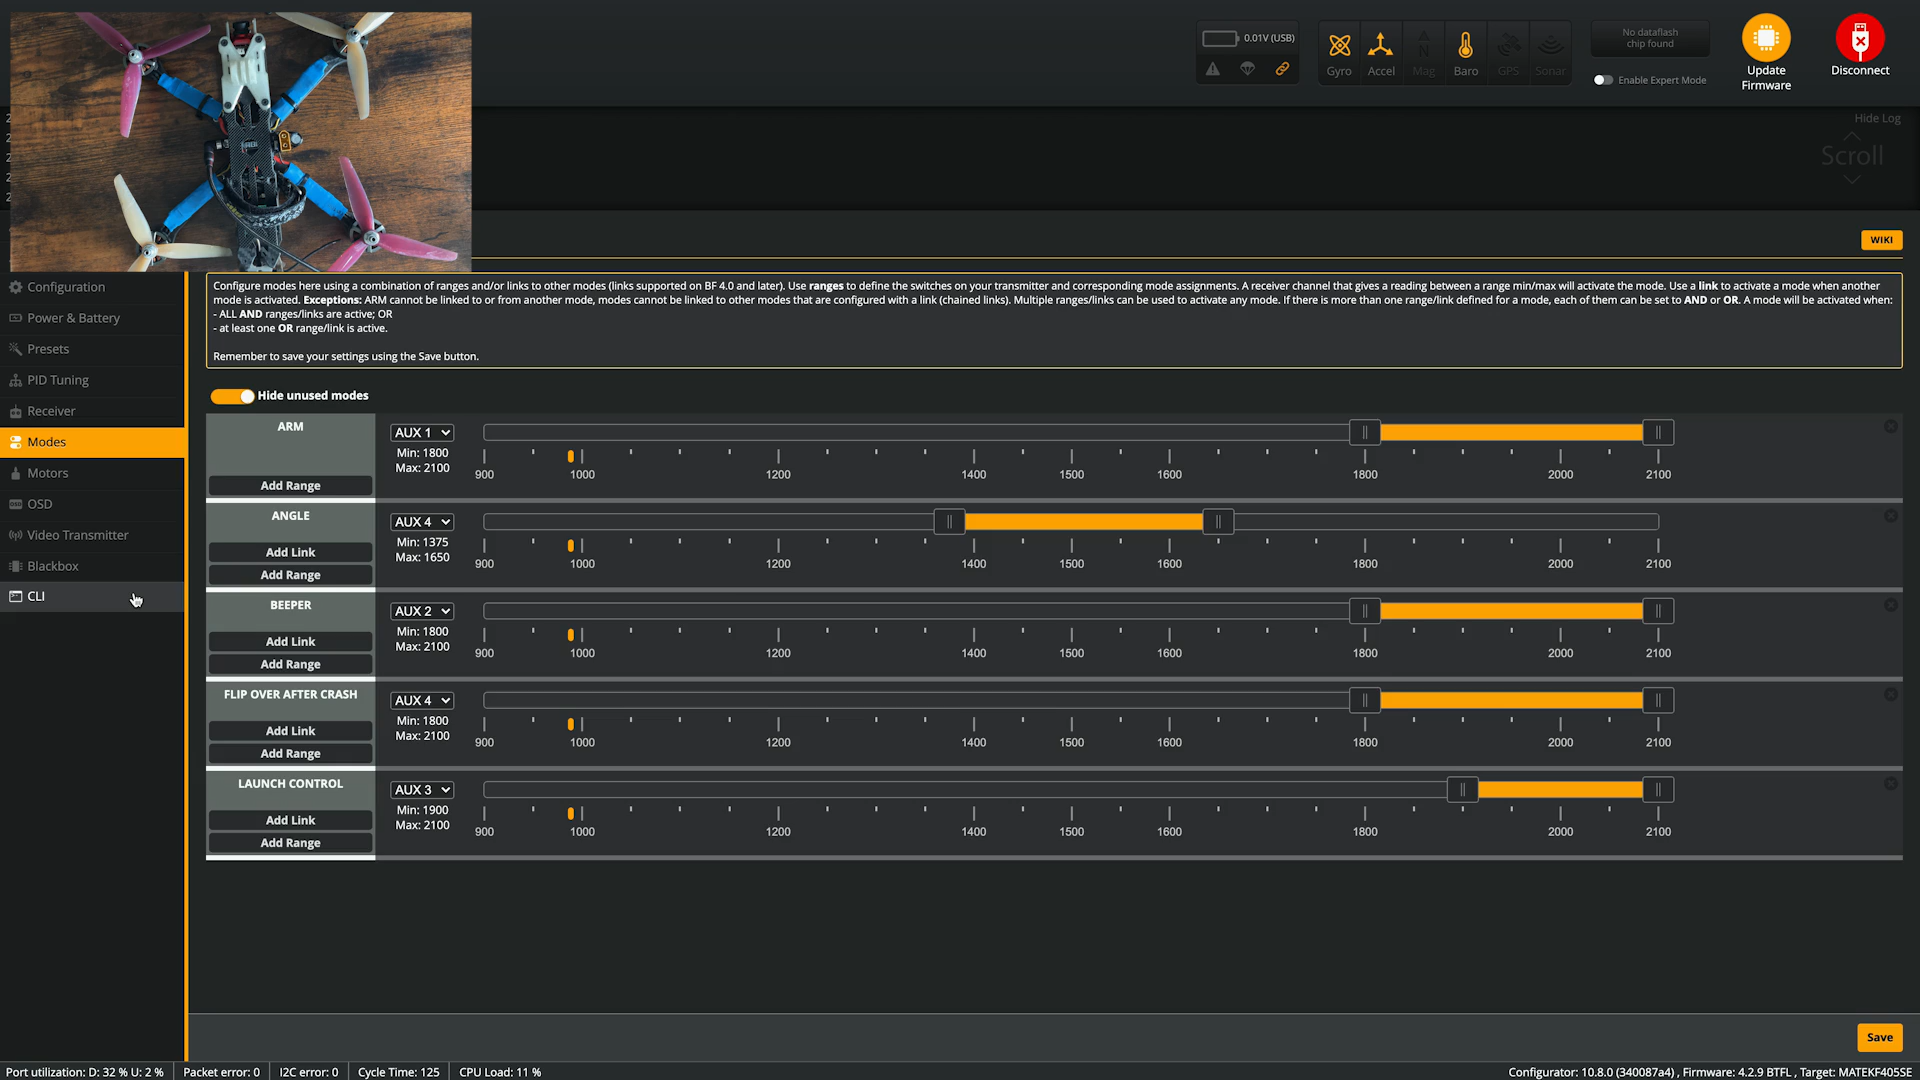 0.01V (USB)
Gyro
Accel
Mag
Baro
GPS
Sonar
No dataflash
chip found
Enable Expert Mode
Update
Firmware
Disconnect
Hide Log
Scroll
WIKI
Configuration
Power & Battery
Presets
PID Tuning
Receiver
Modes
Motors
OSD
Video Transmitter
Blackbox
CLI
Configure modes here using a combination of ranges and/or links to other modes (links supported on BF 4.0 and later). Use ranges to define the switches on your transmitter and corresponding mode assignments. A receiver channel that gives a reading between a range min/max will activate the mode. Use a link to activate a mode when another
mode is activated. Exceptions: ARM cannot be linked to or from another mode, modes cannot be linked to other modes that are configured with a link (chained links). Multiple ranges/links can be used to activate any mode. If there is more than one range/link defined for a mode, each of them can be set to AND or OR. A mode will be activated when:
- ALL AND ranges/links are active; OR
- at least one OR range/link is active.
Remember to save your settings using the Save button.
Hide unused modes
ARM
Add Range
AUX 1
Min: 1800
Max: 2100
900 1000 1200 1400 1500 1600 1800 2000 2100
ANGLE
Add Link
Add Range
AUX 4
Min: 1375
Max: 1650
900 1000 1200 1400 1500 1600 1800 2000 2100
BEEPER
Add Link
Add Range
AUX 2
Min: 1800
Max: 2100
900 1000 1200 1400 1500 1600 1800 2000 2100
FLIP OVER AFTER CRASH
Add Link
Add Range
AUX 4
Min: 1800
Max: 2100
900 1000 1200 1400 1500 1600 1800 2000 2100
LAUNCH CONTROL
Add Link
Add Range
AUX 3
Min: 1900
Max: 2100
900 1000 1200 1400 1500 1600 1800 2000 2100
Save
Port utilization: D: 32 % U: 2 %
Packet error: 0
I2C error: 0
Cycle Time: 125
CPU Load: 11 %
Configurator: 10.8.0 (340087a4) , Firmware: 4.2.9 BTFL , Target: MATEKF405SE